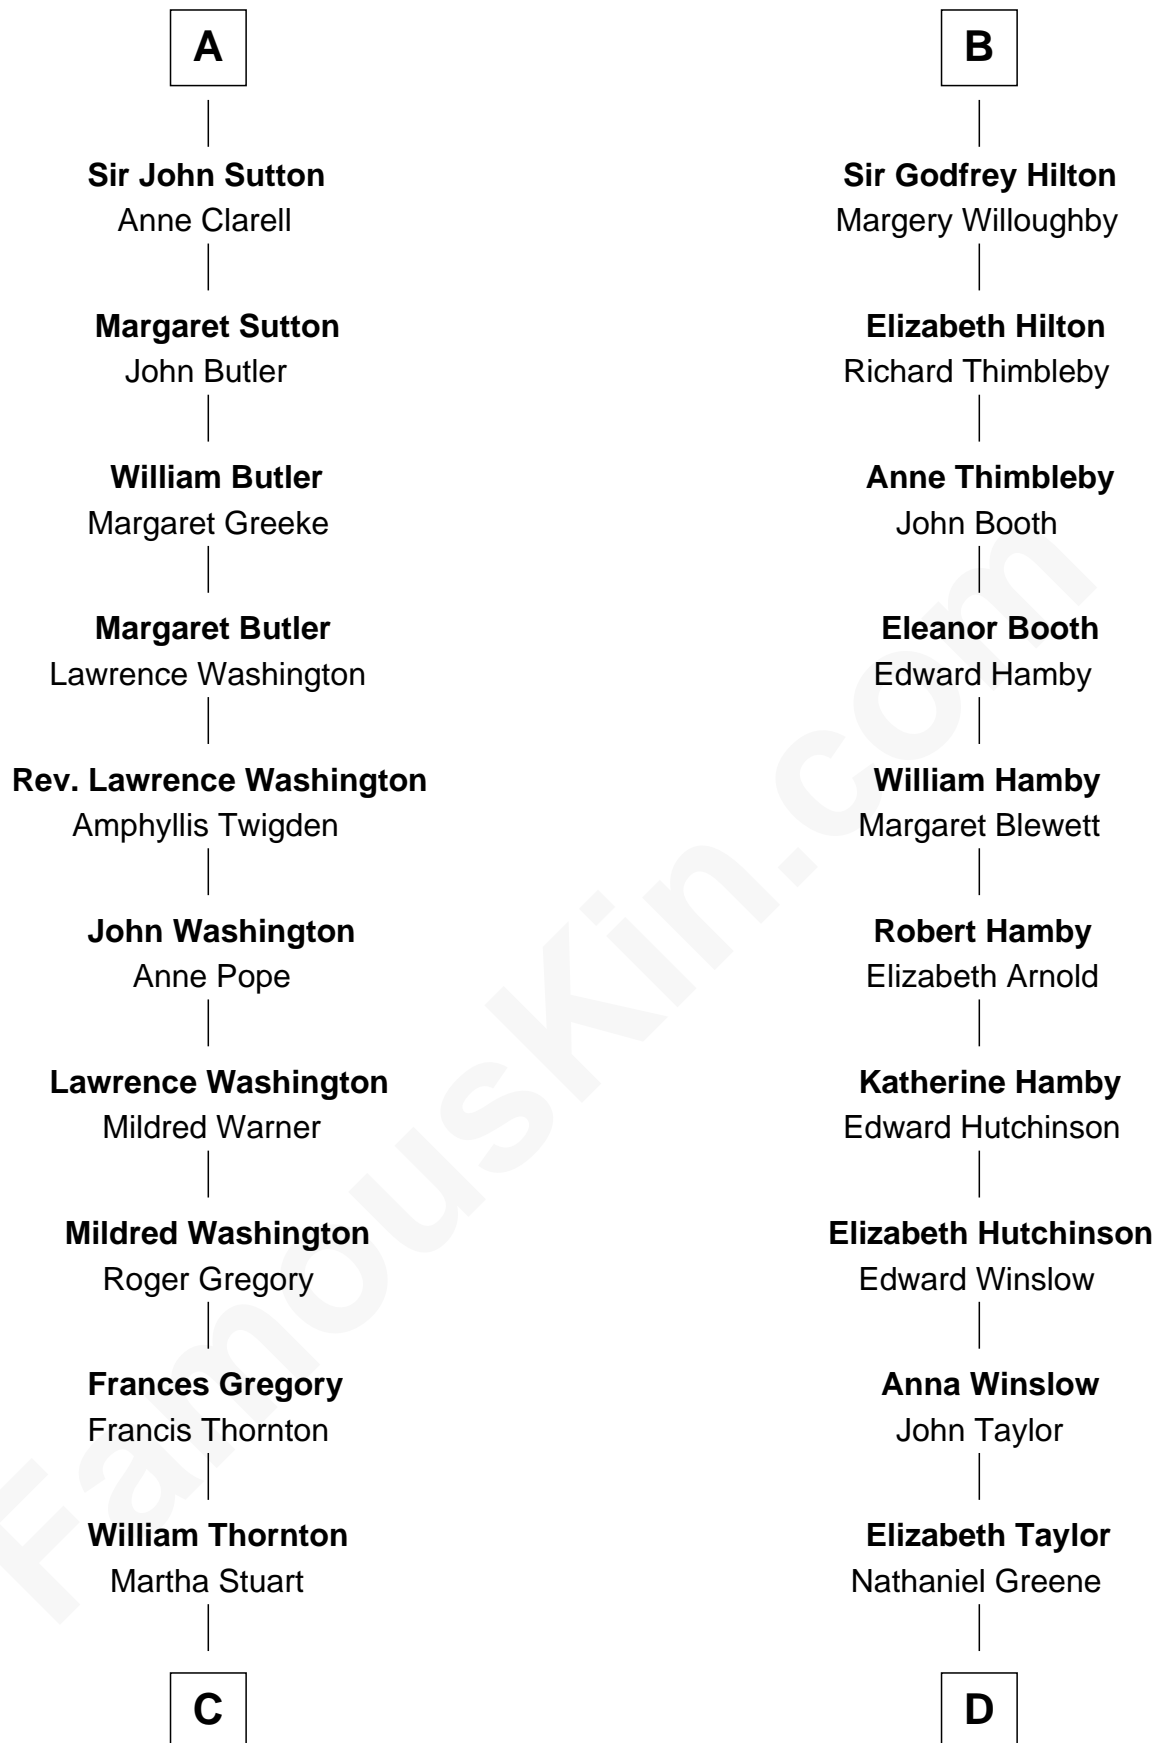 A
Sir John Sutton
Anne Clarell
Margaret Sutton
John Butler
William Butler
Margaret Greeke
Margaret Butler
Lawrence Washington
Rev. Lawrence Washington
Amphyllis Twigden
John Washington
Anne Pope
Lawrence Washington
Mildred Warner
Mildred Washington
Roger Gregory
Frances Gregory
Francis Thornton
William Thornton
Martha Stuart
C
B
Sir Godfrey Hilton
Margery Willoughby
Elizabeth Hilton
Richard Thimbleby
Anne Thimbleby
John Booth
Eleanor Booth
Edward Hamby
William Hamby
Margaret Blewett
Robert Hamby
Elizabeth Arnold
Katherine Hamby
Edward Hutchinson
Elizabeth Hutchinson
Edward Winslow
Anna Winslow
John Taylor
Elizabeth Taylor
Nathaniel Greene
D
FamousKin.com